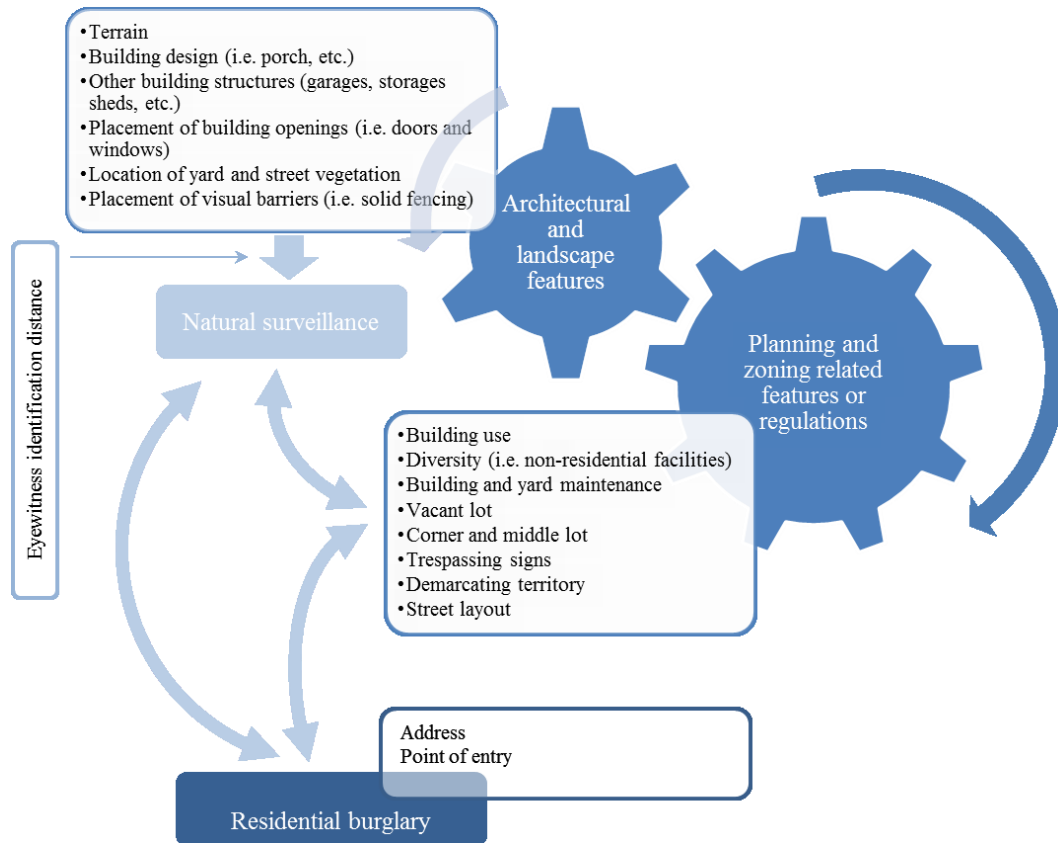 •Terrain
•Building design (i.e. porch, etc.)
•Other building structures (garages, storages
sheds, etc.)
•Placement of building openings (i.e. doors and
windows)
•Location of yard and street vegetation
•Placement of visual barriers (i.e. solid fencing)
Architectural
and
landscape
features
Planning and
zoning related
features or
regulations
Eyewitness identification distance
Natural surveillance
•Building use
•Diversity (i.e. non-residential facilities)
•Building and yard maintenance
•Vacant lot
•Corner and middle lot
•Trespassing signs
•Demarcating territory
•Street layout
Address
Point of entry
Residential burglary